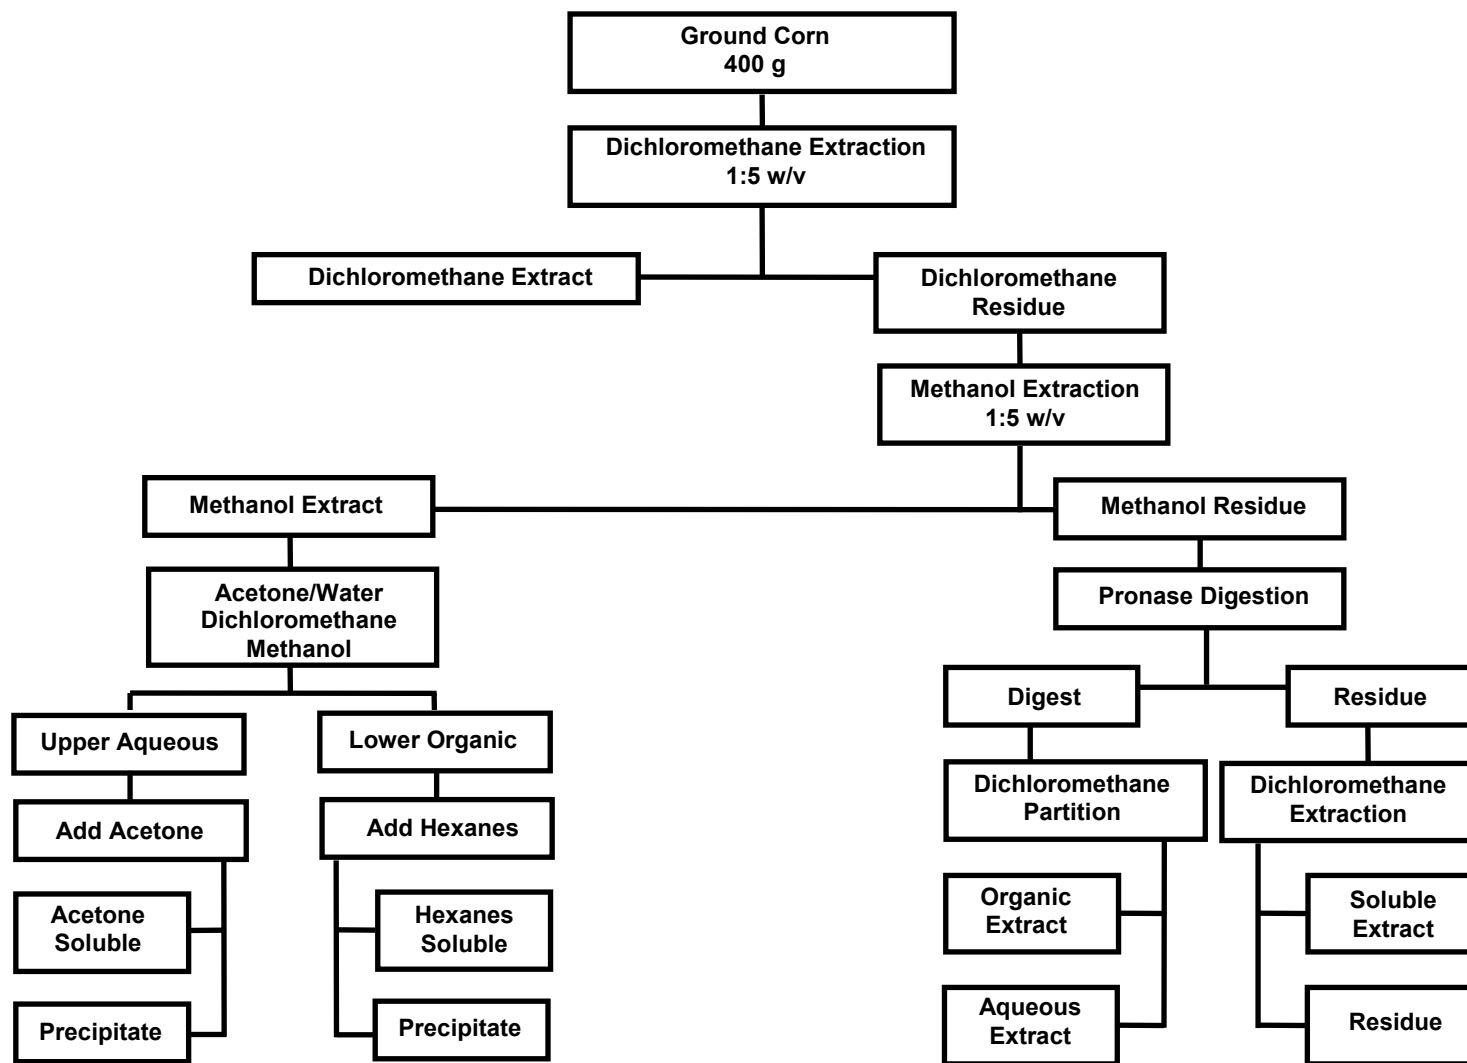 Ground Corn
400 g
Dichloromethane Extraction
1:5 w/v
Dichloromethane Extract
Dichloromethane
Residue
Methanol Extraction
1:5 w/v
Methanol Extract
Methanol Residue
Acetone/Water
Dichloromethane
Methanol
Pronase Digestion
Upper Aqueous
Lower Organic
Digest
Residue
Add Acetone
Add Hexanes
Dichloromethane
Partition
Dichloromethane
Extraction
Acetone
Soluble
Hexanes
Soluble
Organic
Extract
Soluble
Extract
Precipitate
Precipitate
Aqueous
Extract
Residue